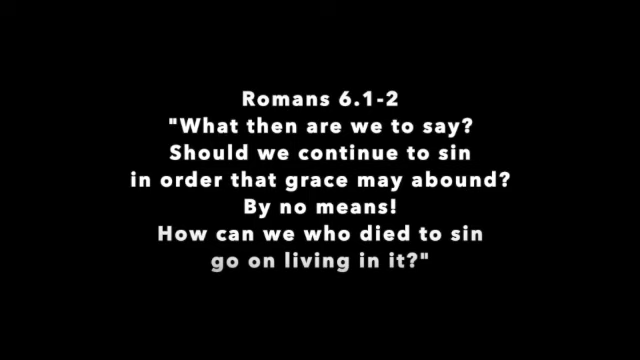 Romans 6.1-2
"What then are we to say?
Should we continue to sin
in order that grace may abound?
By no means!
How can we who died to sin
go on living in it?"